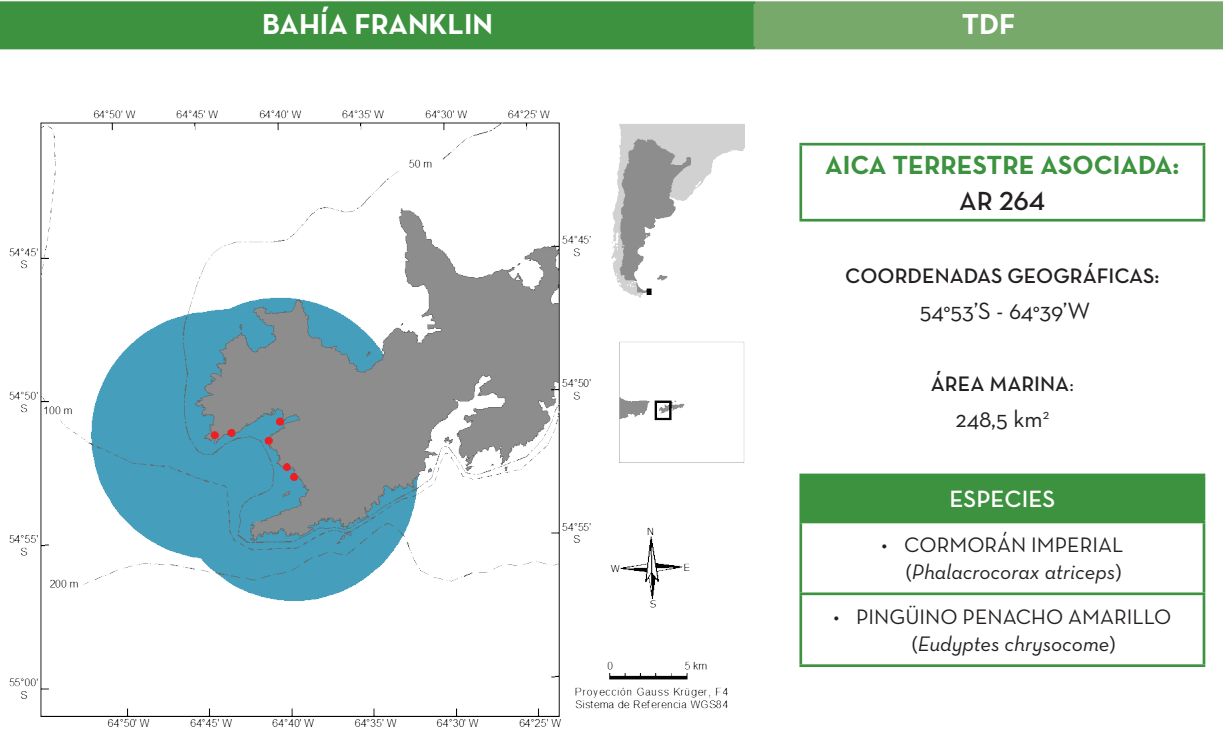 BAHÍA FRANKLIN
TDF
64°50' W 64°45' W 64°40' W 64°35' W 64°30' W 64°25' W
50 m
54°45'
S
54°45'
S
54°50'
S
54°50'
S
100 m
54°55'
S
54°55'
S
200 m
55°00'
S
64°50' W 64°45' W 64°40' W 64°35' W 64°30' W 64°25' W
N
W E
S
0 5 km
Proyección Gauss Krüger, F4
Sistema de Referencia WGS84
AICA TERRESTRE ASOCIADA:
AR 264
COORDENADAS GEOGRÁFICAS:
54°53'S - 64°39'W
ÁREA MARINA:
248,5 km²
ESPECIES
• CORMORÁN IMPERIAL
(Phalacrocorax atriceps)
• PINGÜINO PENACHO AMARILLO
(Eudyptes chrysocome)